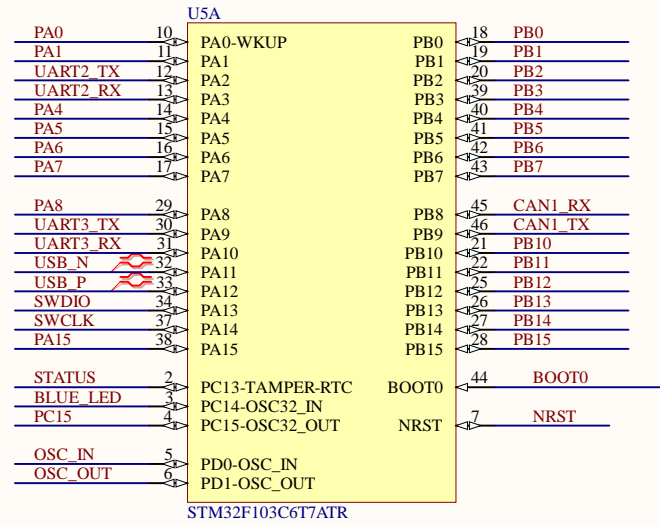 U5A
PA0 10 PA0-WKUP PB0 18 PB0
PA1 11 PA1 PB1 19 PB1
UART2_TX 12 PA2 PB2 20 PB2
UART2_RX 13 PA3 PB3 39 PB3
PA4 14 PA4 PB4 40 PB4
PA5 15 PA5 PB5 41 PB5
PA6 16 PA6 PB6 42 PB6
PA7 17 PA7 PB7 43 PB7
PA8 29 PA8 PB8 45 CAN1_RX
UART3_TX 30 PA9 PB9 46 CAN1_TX
UART3_RX 31 PA10 PB10 21 PB10
USB_N 32 PA11 PB11 22 PB11
USB_P 33 PA12 PB12 25 PB12
SWDIO 34 PA13 PB13 26 PB13
SWCLK 37 PA14 PB14 27 PB14
PA15 38 PA15 PB15 28 PB15
STATUS 2 PC13-TAMPER-RTC BOOT0 44 BOOT0
BLUE_LED 3 PC14-OSC32_IN
PC15 4 PC15-OSC32_OUT NRST 7 NRST
OSC_IN 5 PD0-OSC_IN
OSC_OUT 6 PD1-OSC_OUT
STM32F103C6T7ATR